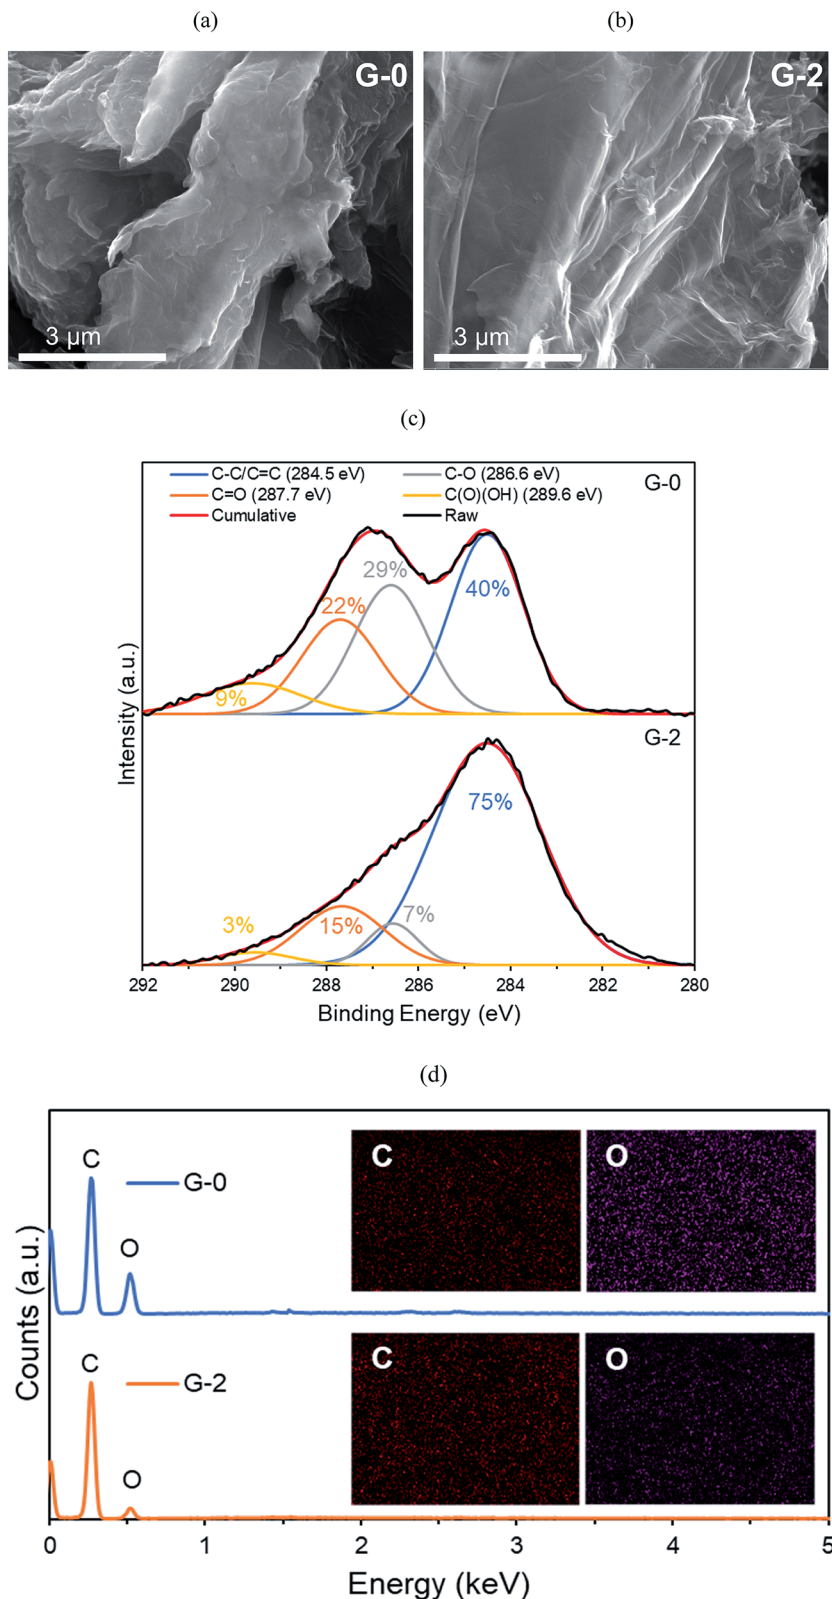 (a)
(b)
G-0
G-2
3 µm
3 µm
(c)
C-C/C=C (284.5 eV)
C-O (286.6 eV)
G-0
C=O (287.7 eV)
C(O)(OH) (289.6 eV)
Cumulative
Raw
29%
40%
22%
9%
G-2
75%
7%
3%
15%
Intensity (a.u.)
292
290
288
286
284
282
280
Binding Energy (eV)
(d)
C
G-0
O
C
O
C
G-2
O
C
O
Counts (a.u.)
0
1
2
3
4
5
Energy (keV)